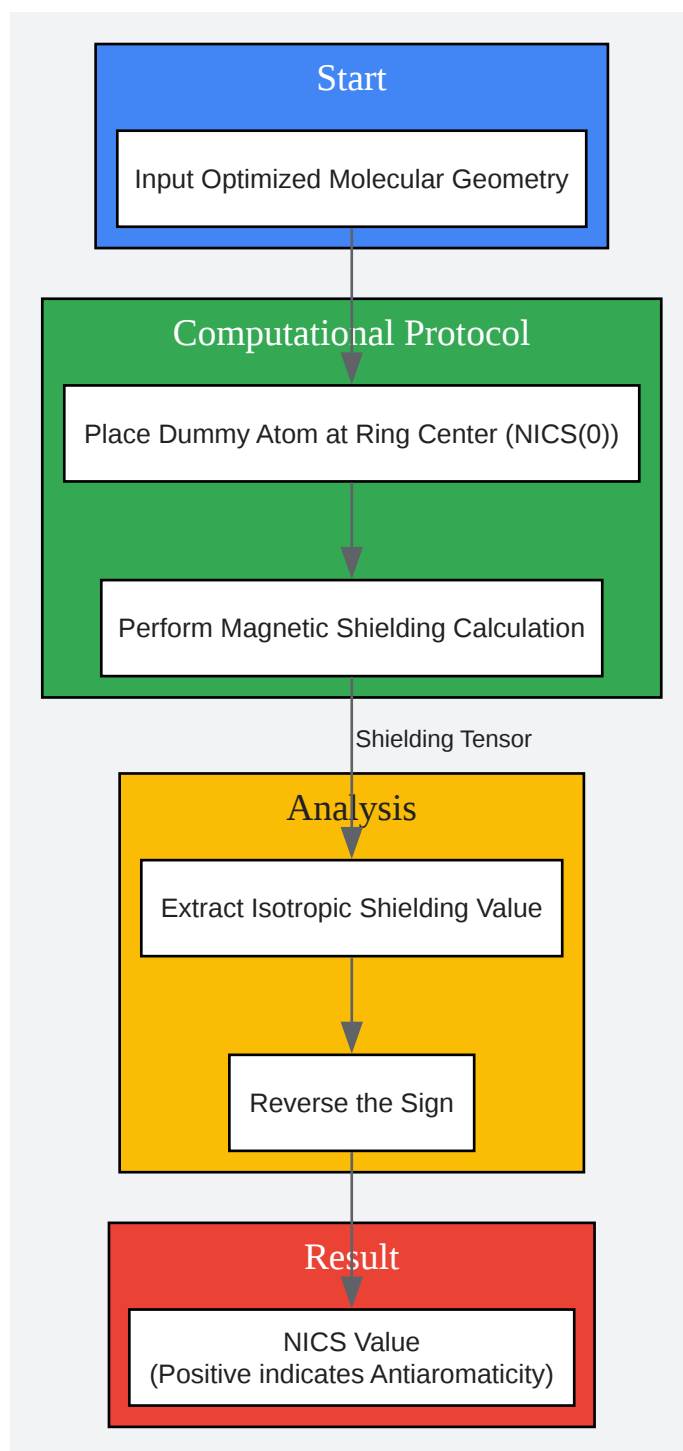 Start
Input Optimized Molecular Geometry
Computational Protocol
Place Dummy Atom at Ring Center (NICS(0))
Perform Magnetic Shielding Calculation
Shielding Tensor
Analysis
Extract Isotropic Shielding Value
Reverse the Sign
Result
NICS Value
(Positive indicates Antiaromaticity)